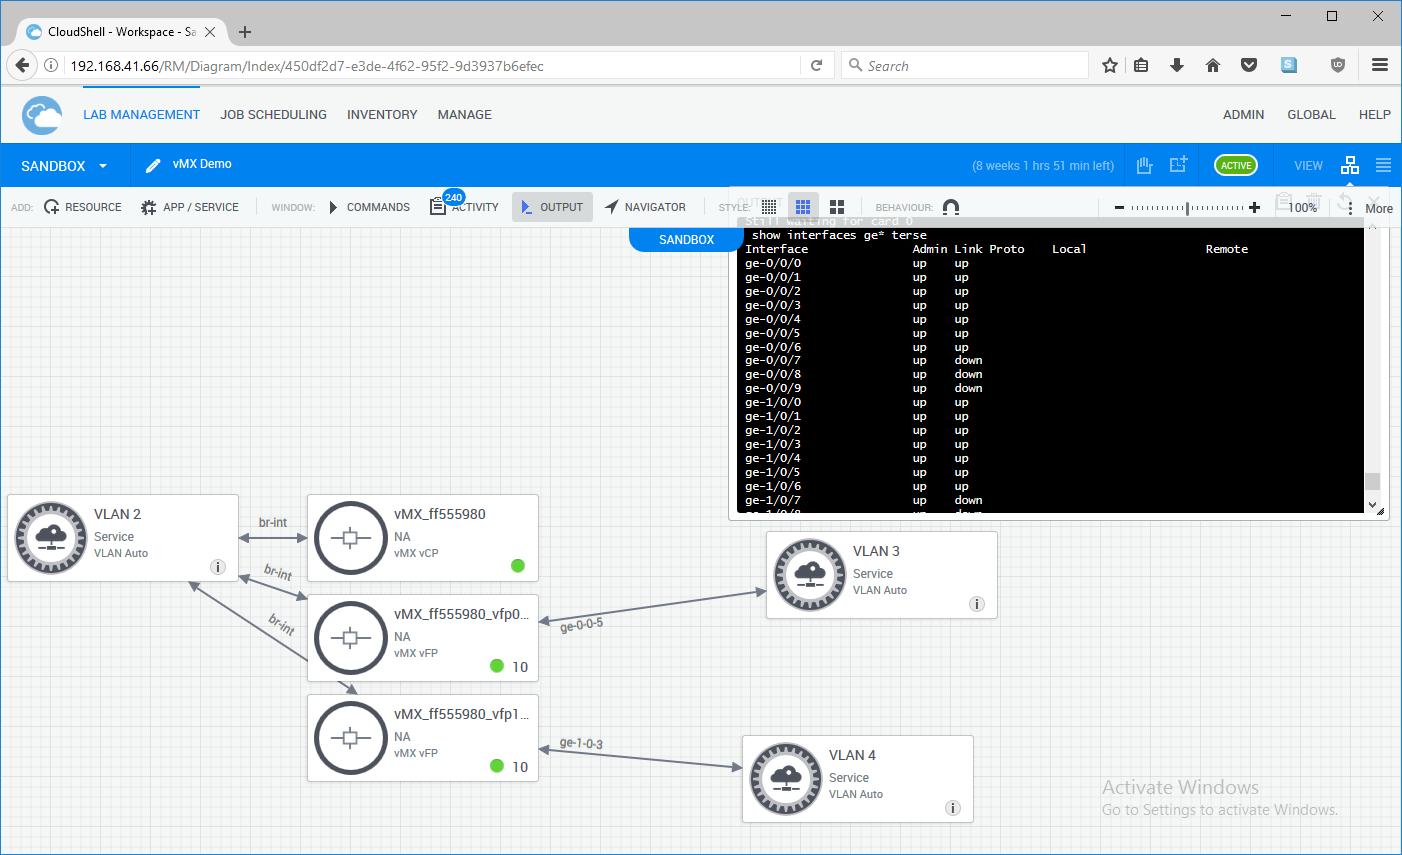 CloudShell - Workspace - Sa
192.168.41.66/RM/Diagram/Index/450df2d7-e3de-4f62-95f2-9d3937b6efec
Search
LAB MANAGEMENT JOB SCHEDULING INVENTORY MANAGE ADMIN GLOBAL HELP
SANDBOX vMX Demo (8 weeks 1 hrs 51 min left) ACTIVE VIEW
ADD: RESOURCE APP / SERVICE WINDOW: COMMANDS 240 ACTIVITY OUTPUT NAVIGATOR STYLE: BEHAVIOUR: 100% More
SANDBOX
Still waiting for card 0
show interfaces ge* terse
Interface Admin Link Proto Local Remote
ge-0/0/0 up up
ge-0/0/1 up up
ge-0/0/2 up up
ge-0/0/3 up up
ge-0/0/4 up up
ge-0/0/5 up up
ge-0/0/6 up up
ge-0/0/7 up down
ge-0/0/8 up down
ge-0/0/9 up down
ge-1/0/0 up up
ge-1/0/1 up up
ge-1/0/2 up up
ge-1/0/3 up up
ge-1/0/4 up up
ge-1/0/5 up up
ge-1/0/6 up up
ge-1/0/7 up down
ge-1/0/8 up down
VLAN 2
Service
VLAN Auto
br-int
br-int
br-int
vMX_ff555980
NA
vMX vCP
vMX_ff555980_vfp0...
NA
vMX vFP
10
vMX_ff555980_vfp1...
NA
vMX vFP
10
ge-0-0-5
ge-1-0-3
VLAN 3
Service
VLAN Auto
VLAN 4
Service
VLAN Auto
Activate Windows
Go to Settings to activate Windows.